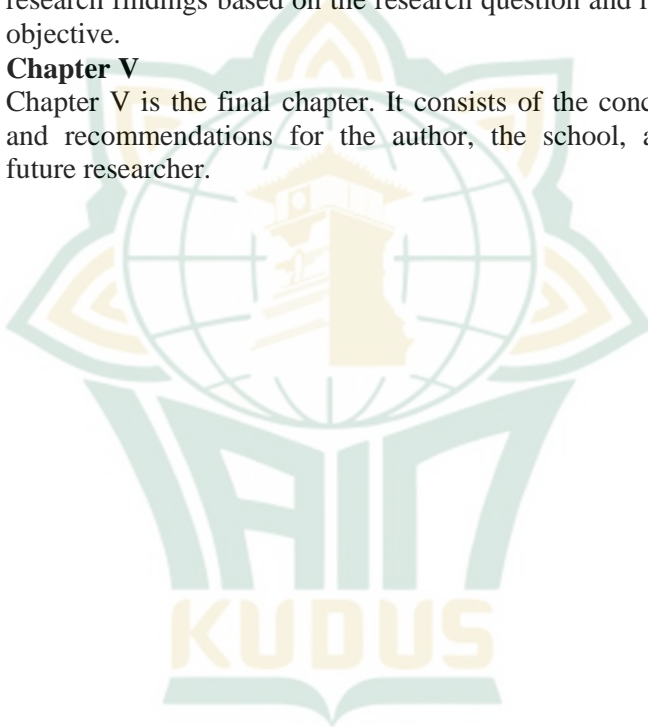 research findings based on the research question and
objective.
Chapter V
Chapter V is the final chapter. It consists of the
and recommendations for the author, the school,
future researcher.
IAIN
KUDUS